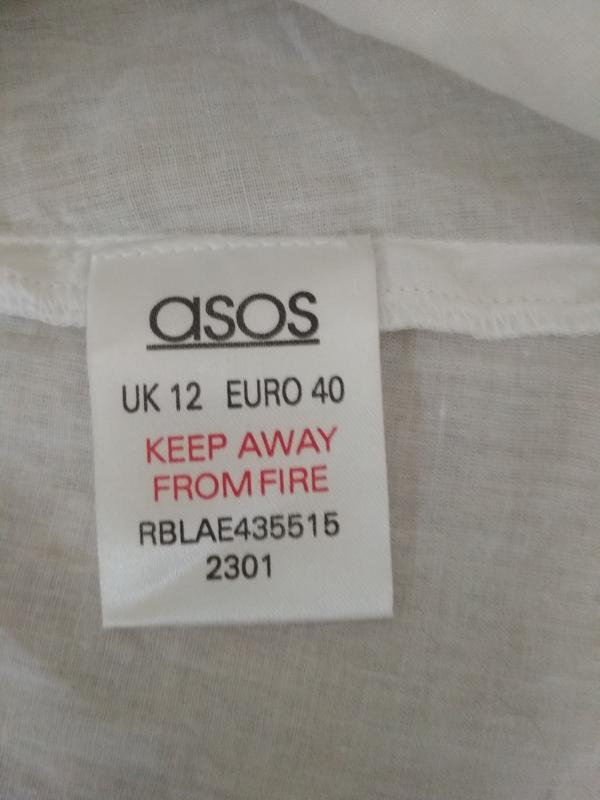 asos
UK 12 EURO 40
KEEP AWAY
FROM FIRE
RBLAE435515
2301